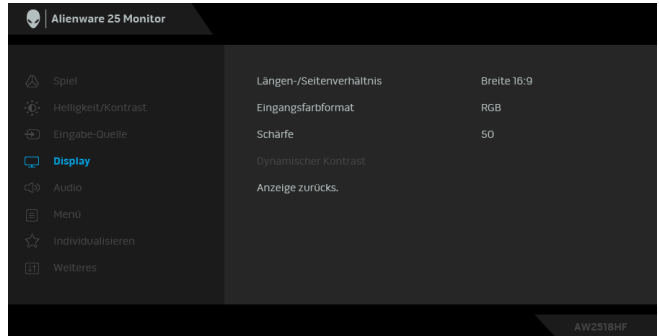 Alienware 25 Monitor
Spiel
Längen-/Seitenverhältnis Breite 16:9
Helligkeit/Kontrast
Eingangsfarbformat RGB
Eingabe-Quelle
Schärfe 50
Display
Dynamischer Kontrast
Audio
Anzeige zurücks.
Menü
Individualisieren
Weiteres
AW2518HF